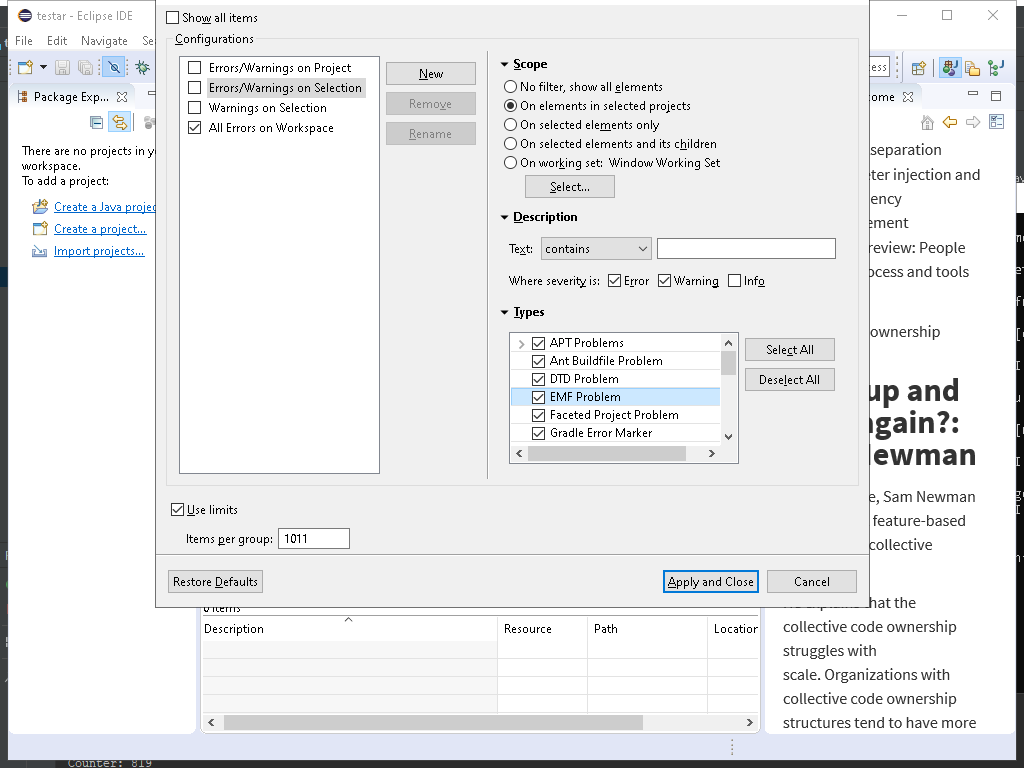 testar - Eclipse IDE
File Edit Navigate Se
Package Exp...
There are no projects in y
workspace.
To add a project:
Create a Java projec
Create a project...
Import projects...
Show all items
Configurations
Errors/Warnings on Project
Errors/Warnings on Selection
Warnings on Selection
All Errors on Workspace
New
Remove
Rename
Scope
No filter, show all elements
On elements in selected projects
On selected elements only
On selected elements and its children
On working set: Window Working Set
Select...
Description
Text: contains
Where severity is: Error Warning Info
Types
APT Problems
Ant Buildfile Problem
DTD Problem
EMF Problem
Faceted Project Problem
Gradle Error Marker
Select All
Deselect All
Use limits
Items per group: 1011
Restore Defaults
Apply and Close
Cancel
0 items
Description Resource Path Location
ess
ome
separation
eter injection and
ency
ement
review: People
ocess and tools
ownership
up and
again?:
Newman
e, Sam Newman
feature-based
collective
He explains that the
collective code ownership
struggles with
scale. Organizations with
collective code ownership
structures tend to have more
Counter: 819